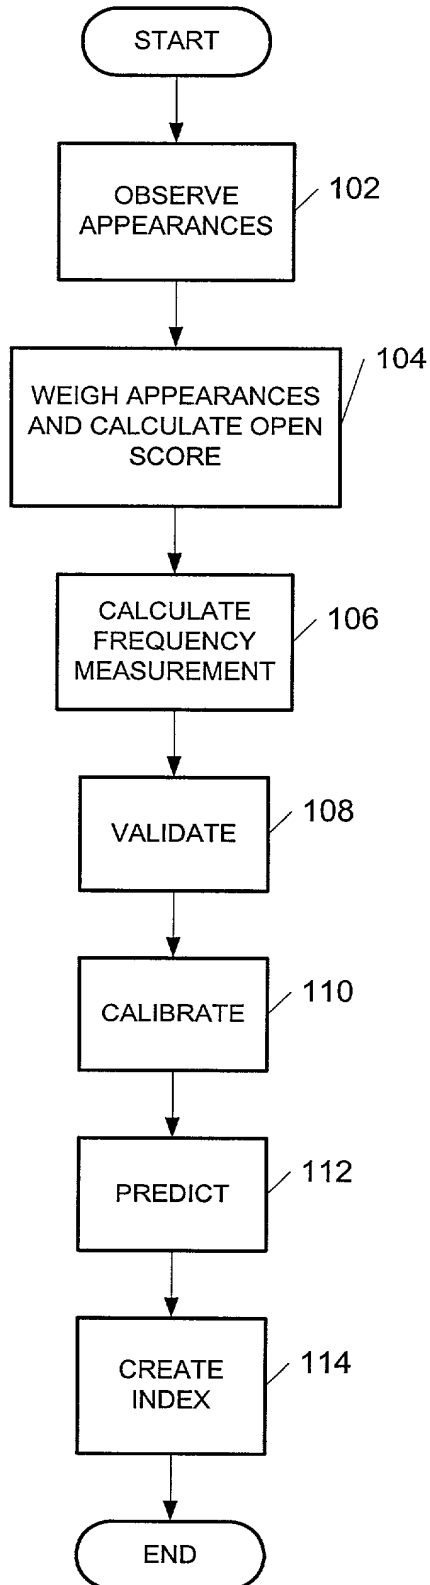 START
OBSERVE
APPEARANCES
102
WEIGH APPEARANCES
AND CALCULATE OPEN
SCORE
104
CALCULATE
FREQUENCY
MEASUREMENT
106
VALIDATE
108
CALIBRATE
110
PREDICT
112
CREATE
INDEX
114
END